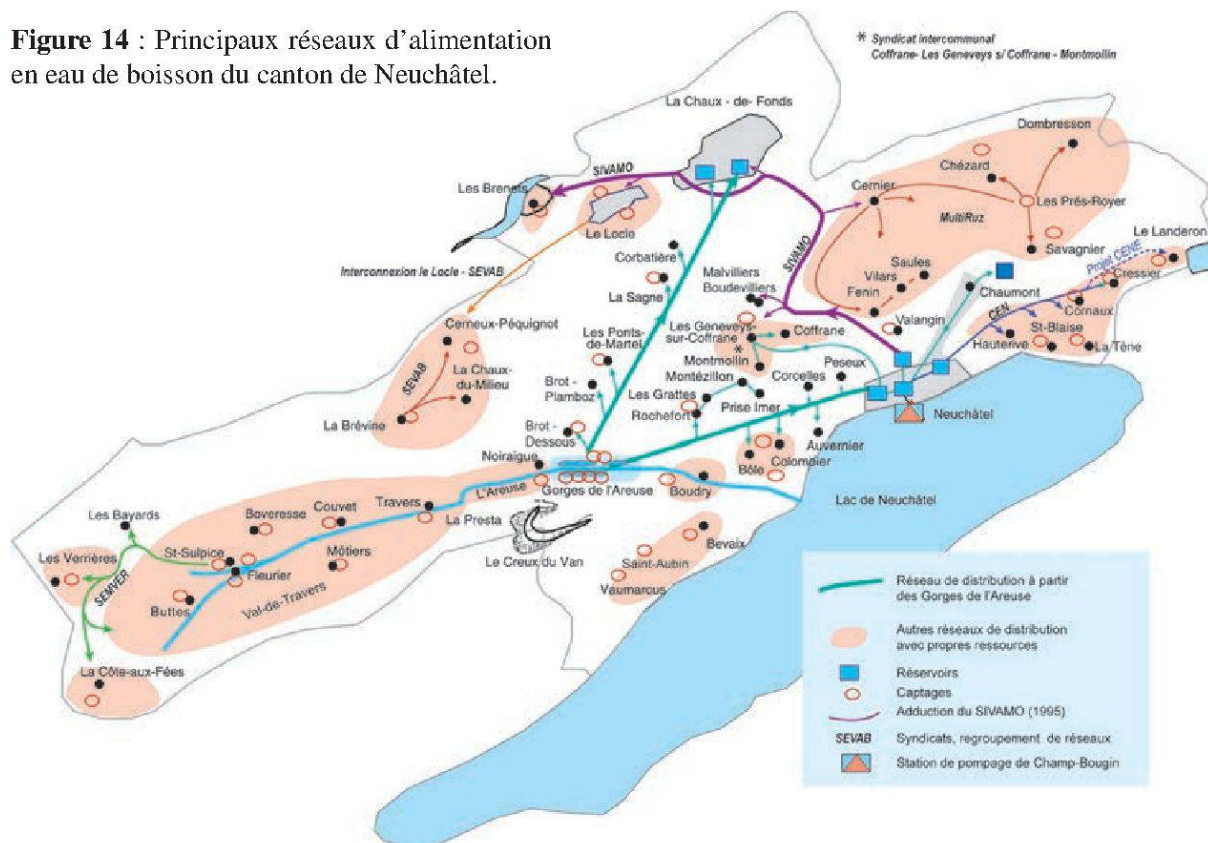 Figure 14 : Principaux réseaux d'alimentation
en eau de boisson du canton de Neuchâtel.
* Syndicat intercommunal
Coffrane- Les Geneveys s/ Coffrane - Montmollin
La Chaux - de- Fonds
Dombresson
Chézard
SIVAMO
Les Brenets
Cernier
Les Prés-Royer
MultiRuz
Le Locle
Savagnier
Le Landeron
Interconnexion le Locle - SEVAB
Corbatière
SIVAMO
Projet CENE
Malvilliers
Boudevilliers
Saules
Vilars
Fenin
Cressier
La Sagne
Chaumont
CEN
Cornaux
Cerneux-Péquignot
Les Ponts-
de-Martel
Les Geneveys-
sur-Coffrane
Coffrane
Valangin
St-Blaise
Hauterive
La Tène
SEVAB
La Chaux-
du-Milieu
*
Montmollin
Montézillon
Corcelles
Peseux
Brot -
Plamboz
Les Grattes
Prise Imer
Neuchâtel
La Brévine
Rochefort
Brot -
Dessous
Auvernier
Noiraigue
Bôle
Colombier
L'Areuse
Gorges de l'Areuse
Boudry
Lac de Neuchâtel
Travers
Couvet
Boveresse
Les Bayards
La Presta
Bevaix
St-Sulpice
Môtiers
Le Creux du Van
Les Verrières
Saint-Aubin
SEMVER
Fleurier
Vaumarcus
Buttes
Val-de-Travers
La Côte-aux-Fées
Réseau de distribution à partir
des Gorges de l'Areuse
Autres réseaux de distribution
avec propres ressources
Réservoirs
Captages
Adduction du SIVAMO (1995)
SEVAB Syndicats, regroupement de réseaux
Station de pompage de Champ-Bougin